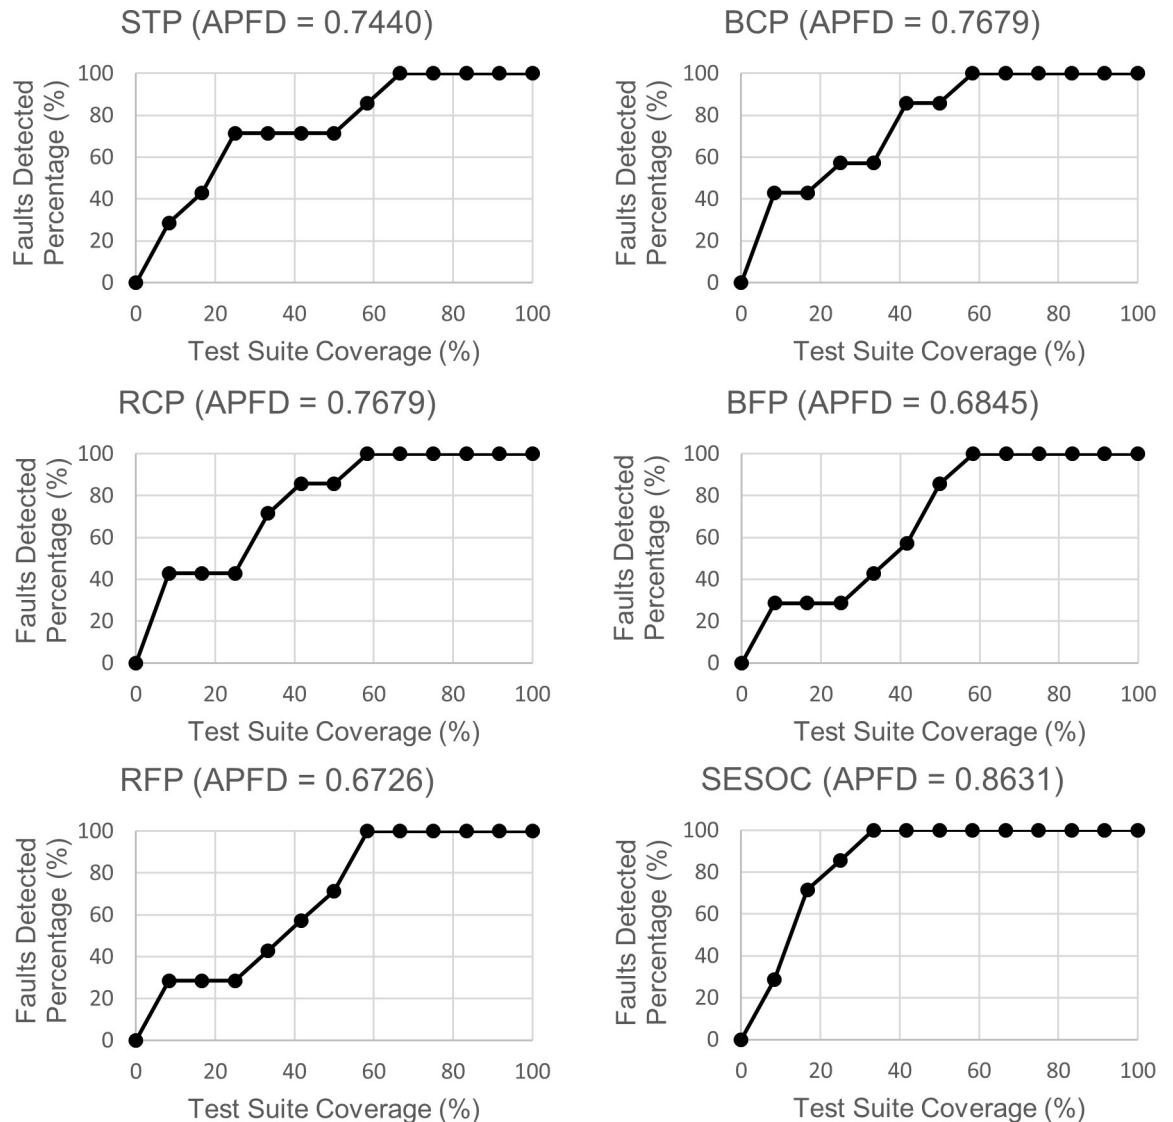 STP (APFD = 0.7440)
Faults Detected
Percentage (%)
100
80
60
40
20
0
0 20 40 60 80 100
Test Suite Coverage (%)
BCP (APFD = 0.7679)
Faults Detected
Percentage (%)
100
80
60
40
20
0
0 20 40 60 80 100
Test Suite Coverage (%)
RCP (APFD = 0.7679)
Faults Detected
Percentage (%)
100
80
60
40
20
0
0 20 40 60 80 100
Test Suite Coverage (%)
BFP (APFD = 0.6845)
Faults Detected
Percentage (%)
100
80
60
40
20
0
0 20 40 60 80 100
Test Suite Coverage (%)
RFP (APFD = 0.6726)
Faults Detected
Percentage (%)
100
80
60
40
20
0
0 20 40 60 80 100
Test Suite Coverage (%)
SESOC (APFD = 0.8631)
Faults Detected
Percentage (%)
100
80
60
40
20
0
0 20 40 60 80 100
Test Suite Coverage (%)